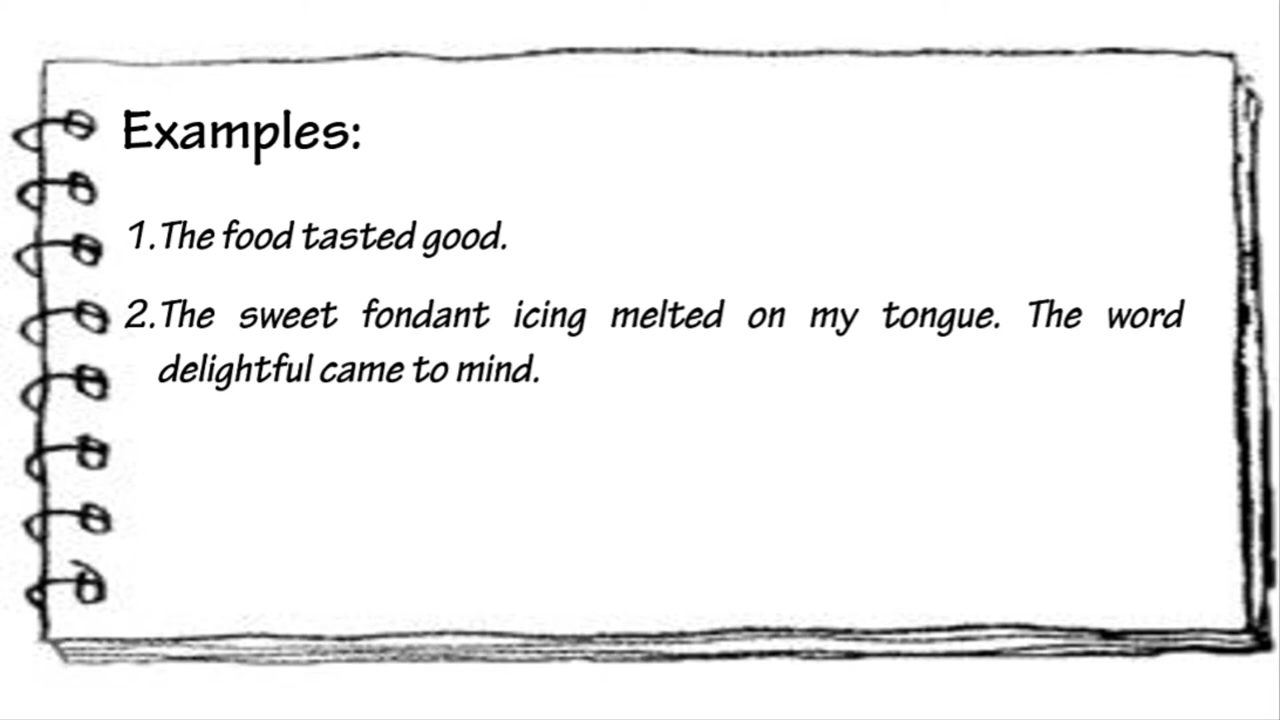 Examples:
1. The food tasted good.
2. The sweet fondant icing melted on my tongue. The word
delightful came to mind.